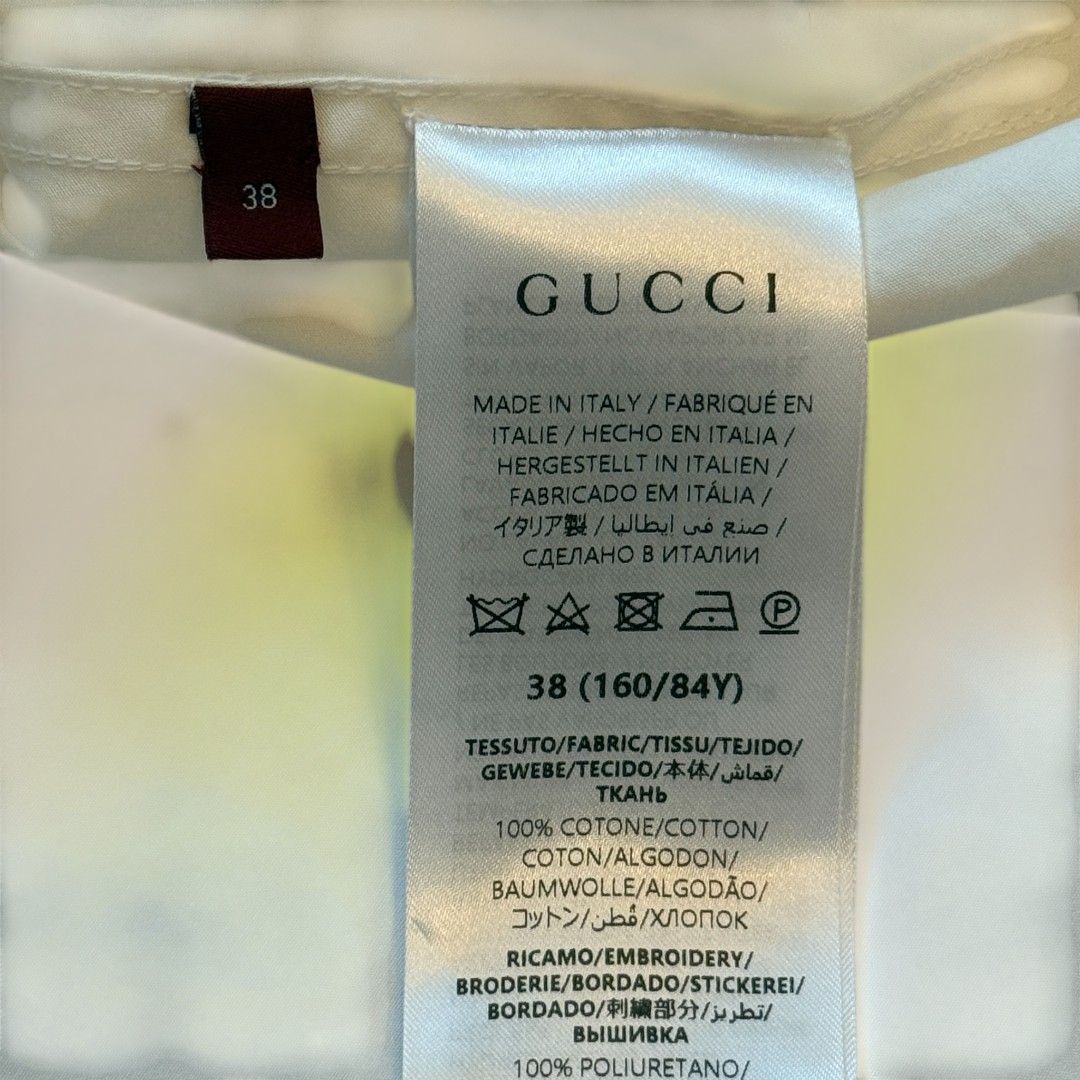 38
GUCCI
MADE IN ITALY / FABRIQUÉ EN
ITALIE / HECHO EN ITALIA /
HERGESTELLT IN ITALIEN /
FABRICADO EM ITÁLIA /
イタリア製 / صنع في إيطاليا /
СДЕЛАНО В ИТАЛИИ
P
38 (160/84Y)
TESSUTO/FABRIC/TISSU/TEJIDO/
GEWEBE/TECIDO/本体/قماش/
ТКАНЬ
100% COTONE/COTTON/
COTON/ALGODON/
BAUMWOLLE/ALGODÃO/
コットン/قُطن/ХЛОПОК
RICAMO/EMBROIDERY/
BRODERIE/BORDADO/STICKEREI/
BORDADO/刺繍部分/تطريز/
ВЫШИВКА
100% POLIURETANO/